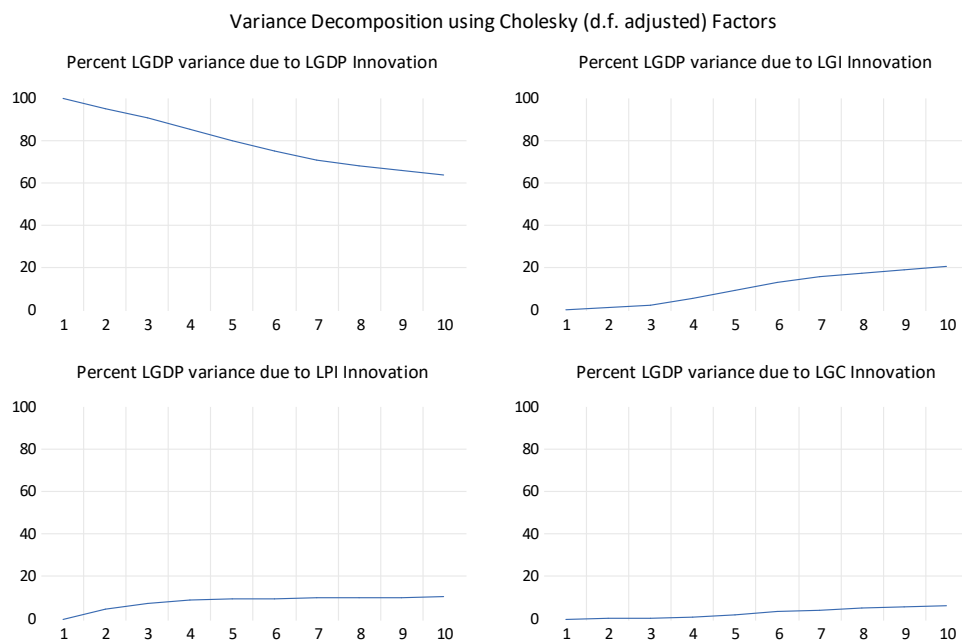 Variance Decomposition using Cholesky (d.f. adjusted) Factors
Percent LGDP variance due to LGDP Innovation
100
80
60
40
20
0
1 2 3 4 5 6 7 8 9 10
Percent LGDP variance due to LGI Innovation
100
80
60
40
20
0
1 2 3 4 5 6 7 8 9 10
Percent LGDP variance due to LPI Innovation
100
80
60
40
20
0
1 2 3 4 5 6 7 8 9 10
Percent LGDP variance due to LGC Innovation
100
80
60
40
20
0
1 2 3 4 5 6 7 8 9 10